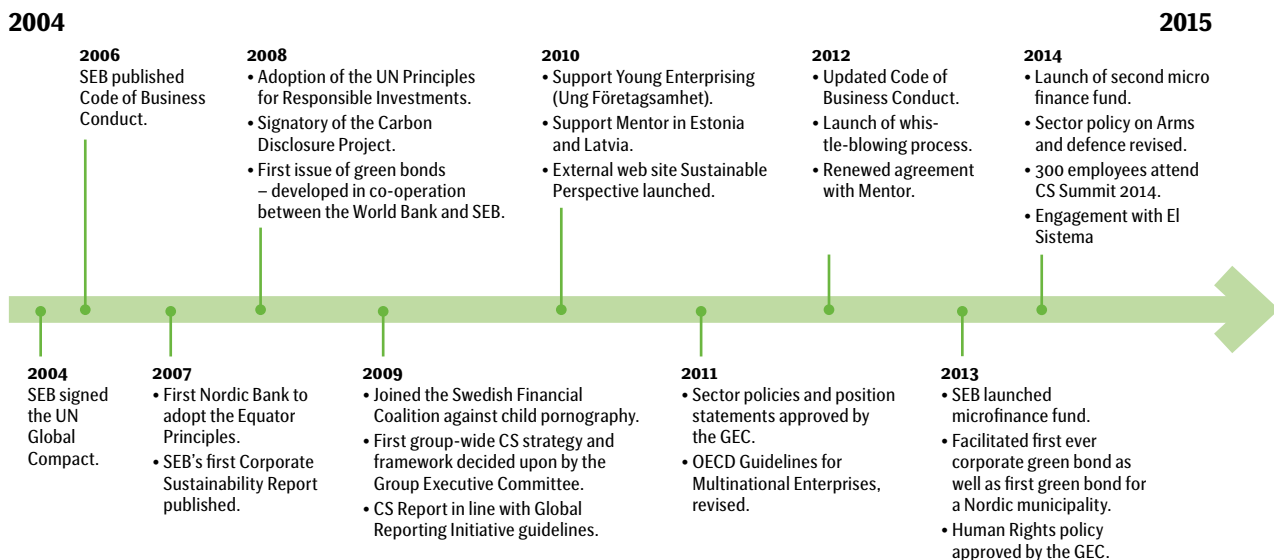 2004
2015
2006
SEB published
Code of Business
Conduct.
2008
• Adoption of the UN Principles
for Responsible Investments.
• Signatory of the Carbon
Disclosure Project.
• First issue of green bonds
– developed in co-operation
between the World Bank and SEB.
2010
• Support Young Enterprising
(Ung Företagsamhet).
• Support Mentor in Estonia
and Latvia.
• External web site Sustainable
Perspective launched.
2012
• Updated Code of
Business Conduct.
• Launch of whis-
tle-blowing process.
• Renewed agreement
with Mentor.
2014
• Launch of second micro
finance fund.
• Sector policy on Arms
and defence revised.
• 300 employees attend
CS Summit 2014.
• Engagement with El
Sistema
2004
SEB signed
the UN
Global
Compact.
2007
• First Nordic Bank to
adopt the Equator
Principles.
• SEB's first Corporate
Sustainability Report
published.
2009
• Joined the Swedish Financial
Coalition against child pornography.
• First group-wide CS strategy and
framework decided upon by the
Group Executive Committee.
• CS Report in line with Global
Reporting Initiative guidelines.
2011
• Sector policies and position
statements approved by
the GEC.
• OECD Guidelines for
Multinational Enterprises,
revised.
2013
• SEB launched
microfinance fund.
• Facilitated first ever
corporate green bond as
well as first green bond for
a Nordic municipality.
• Human Rights policy
approved by the GEC.